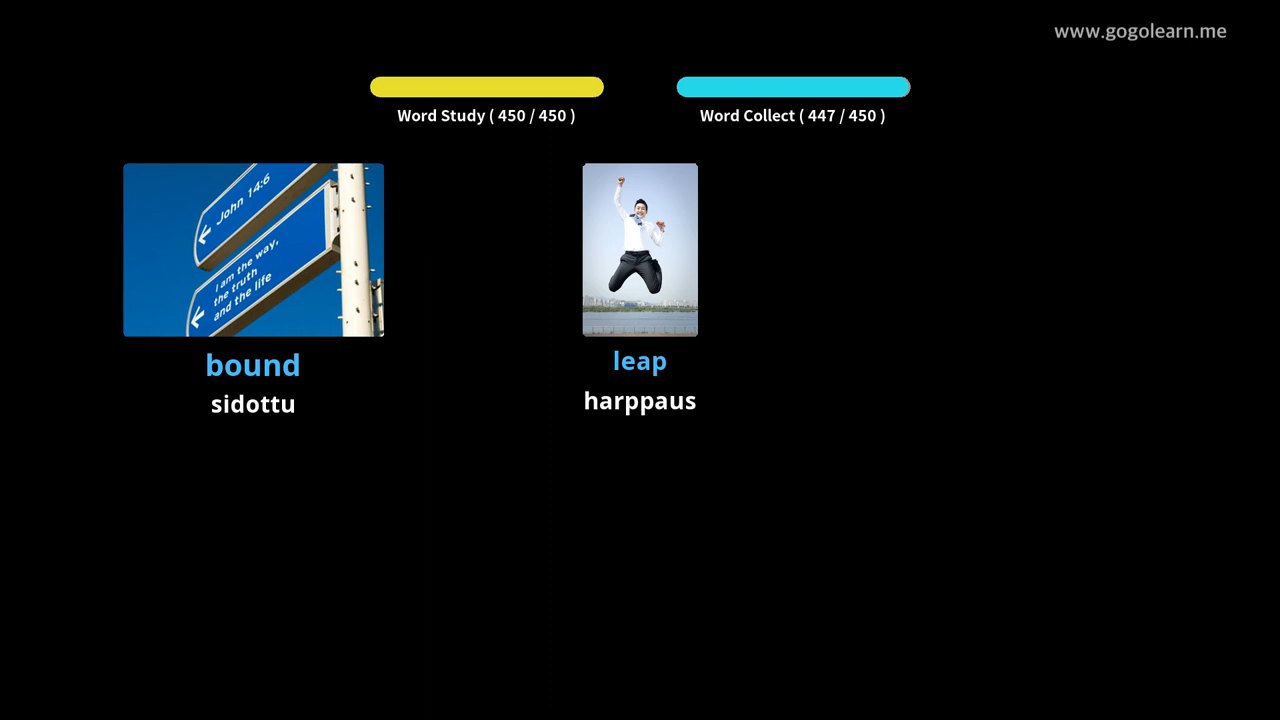 www.gogolearn.me
Word Study ( 450 / 450 )
Word Collect ( 447 / 450 )
John 14:6
I am the way,
the truth
and the life
bound
sidottu
leap
harppaus